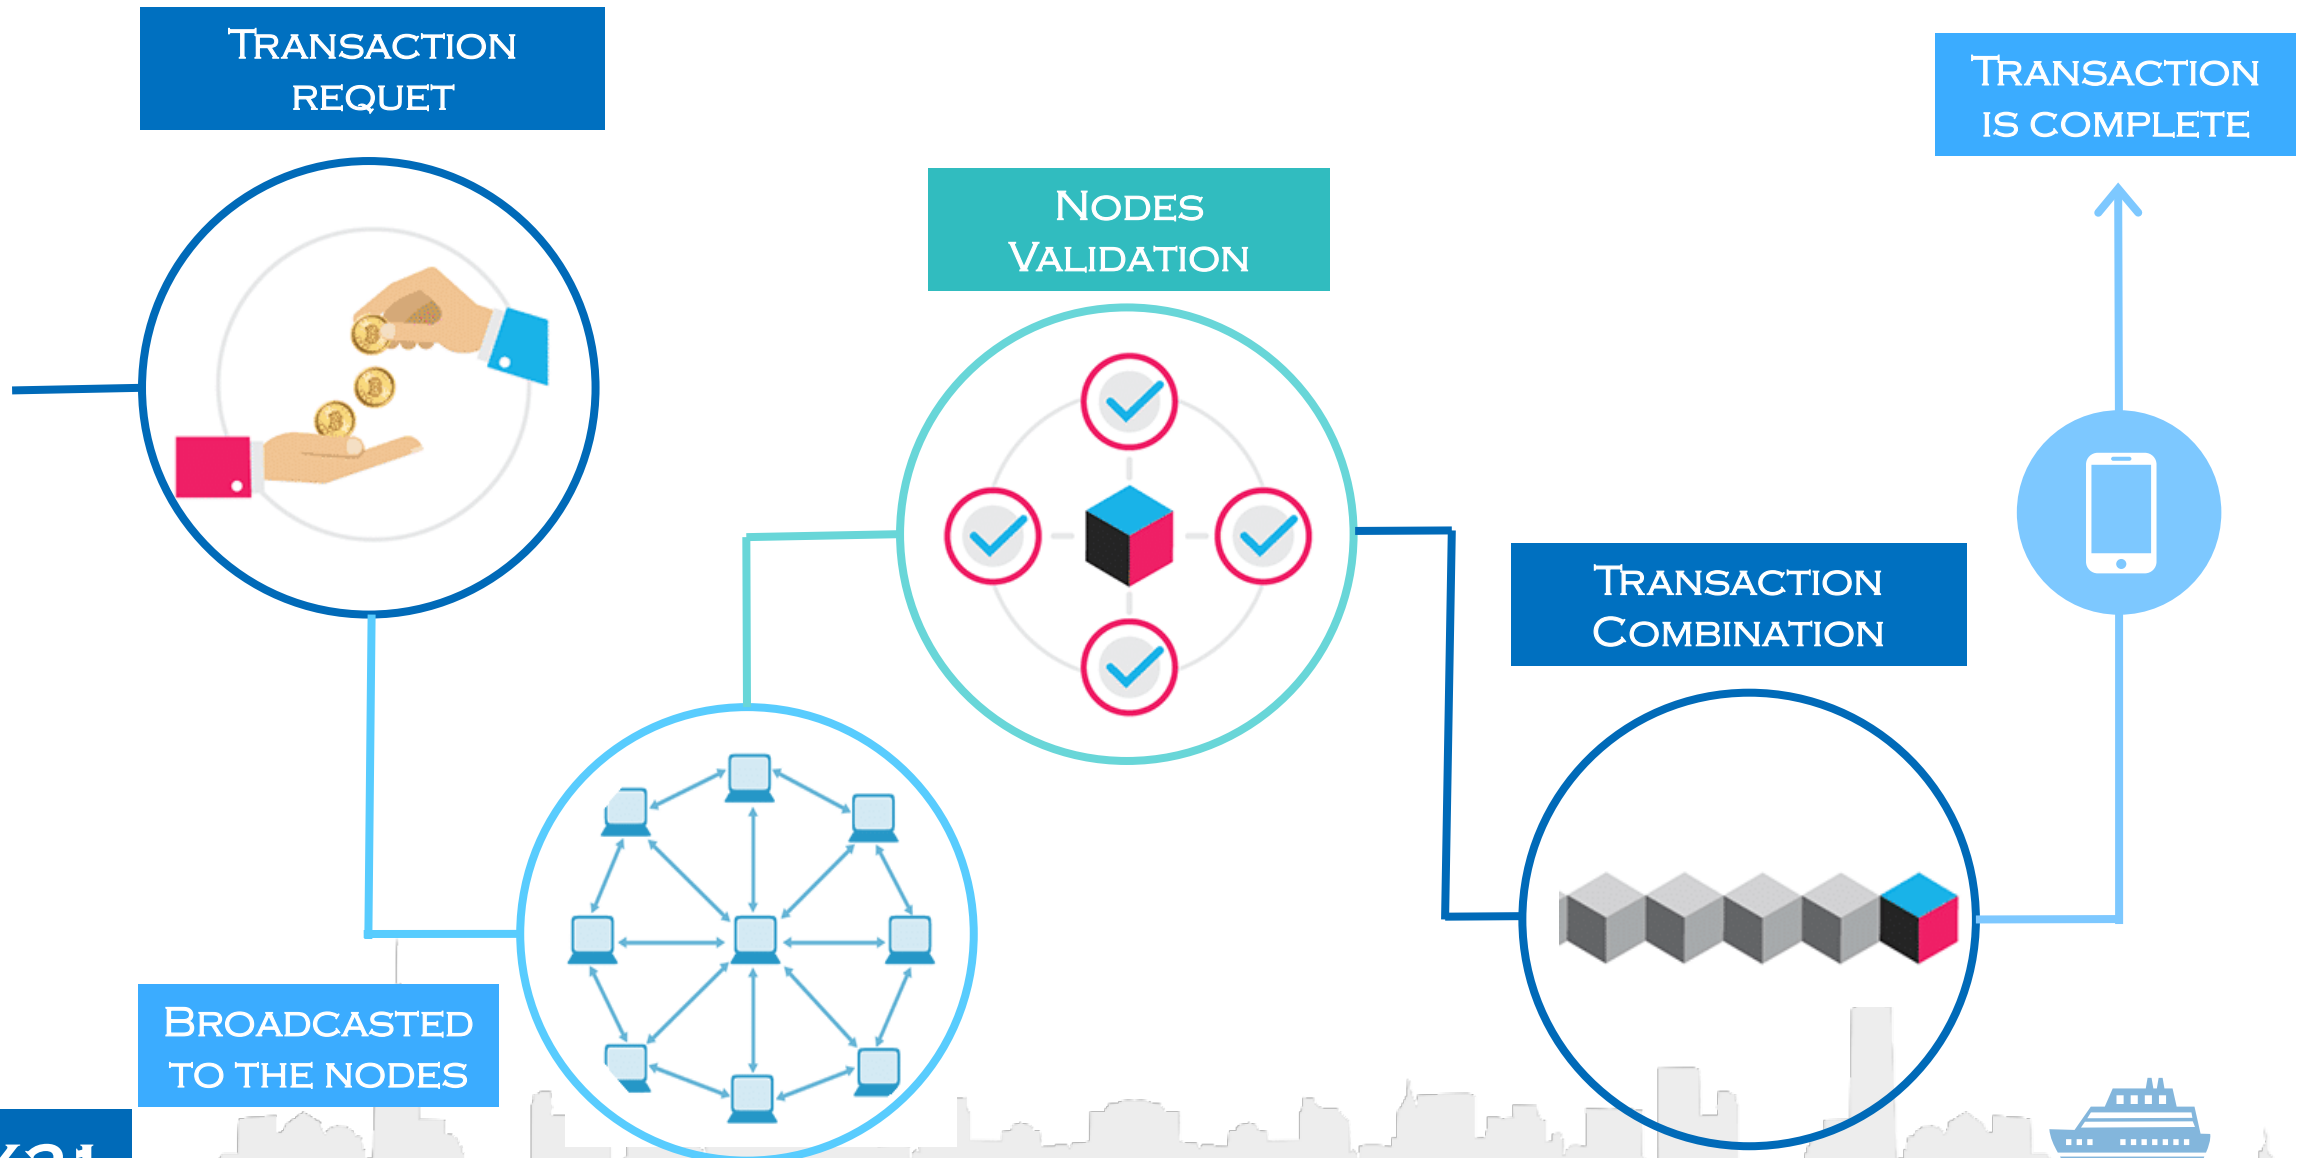 Transaction
requet
Transaction
is complete
Nodes
Validation
Transaction
Combination
Broadcasted
to the nodes